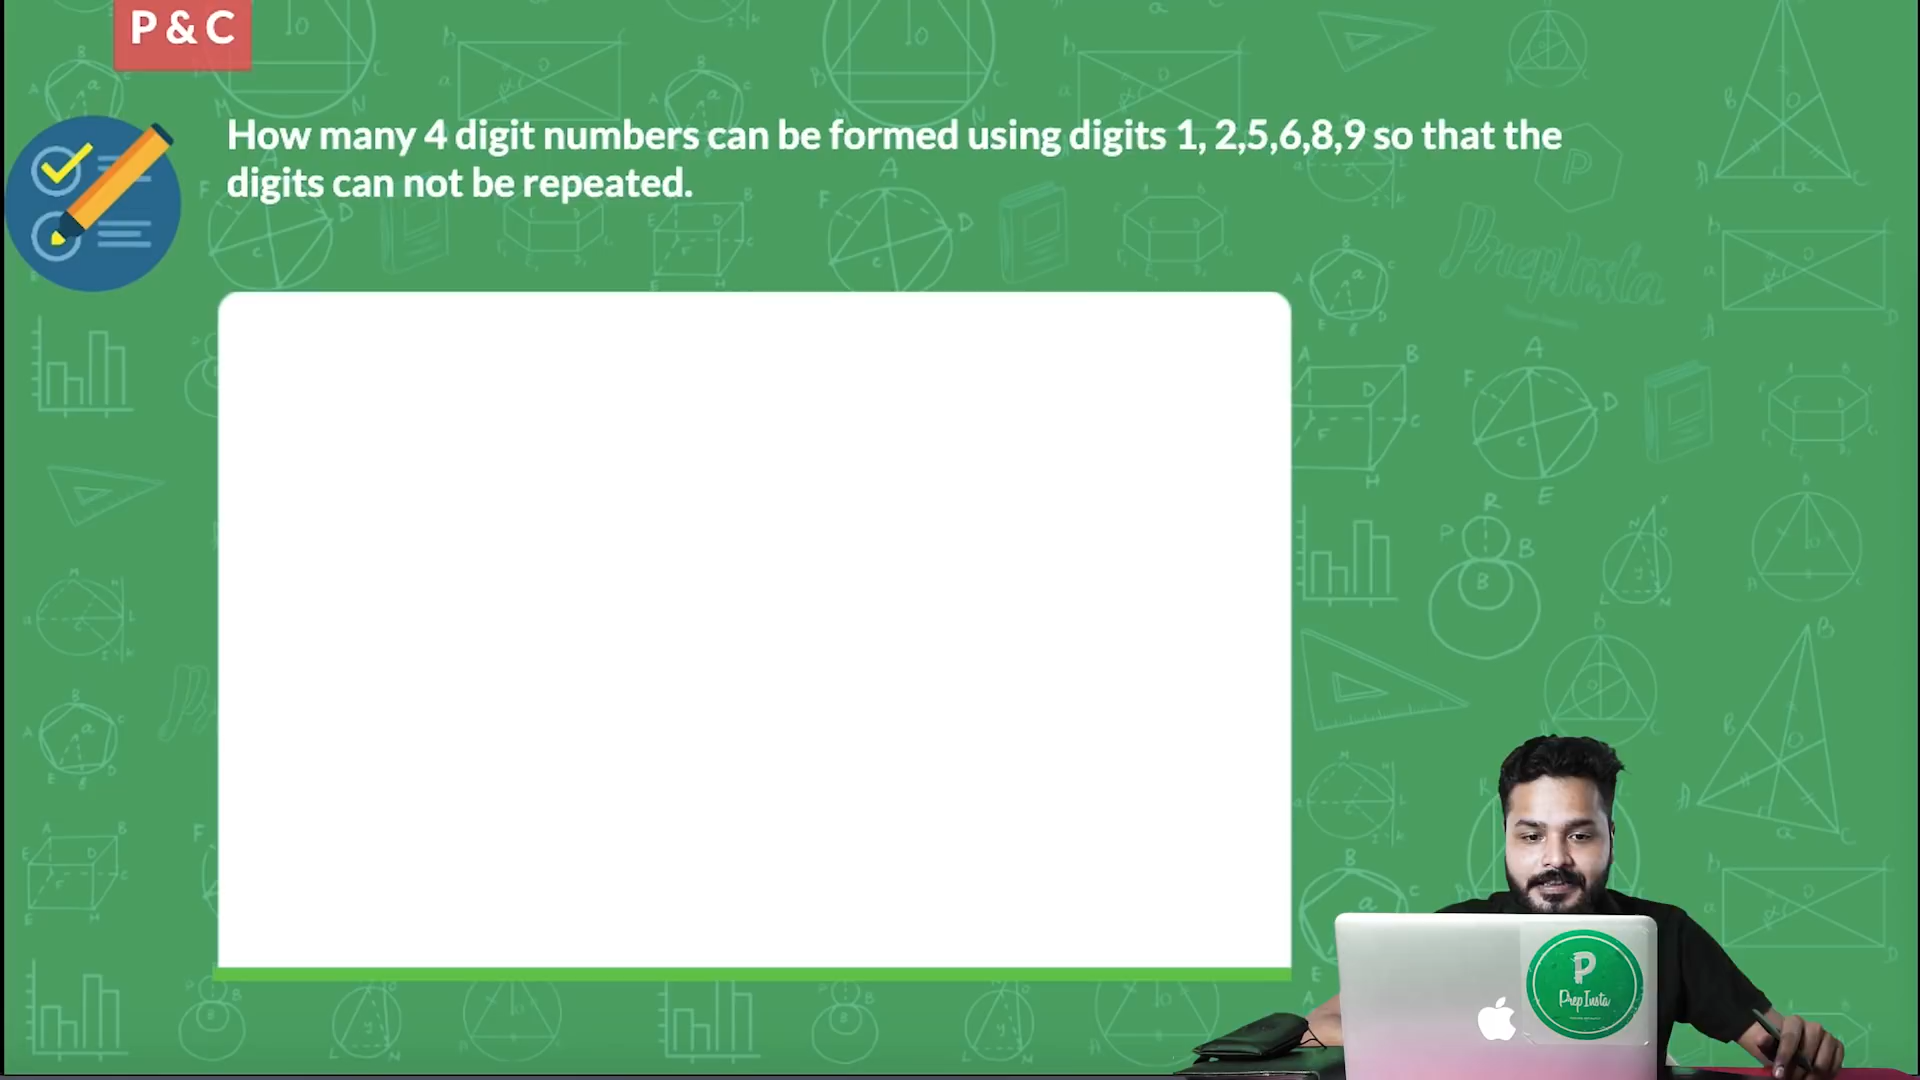 P & C
How many 4 digit numbers can be formed using digits 1, 2,5,6,8,9 so that the
digits can not be repeated.
PrepInsta
P
PrepInsta